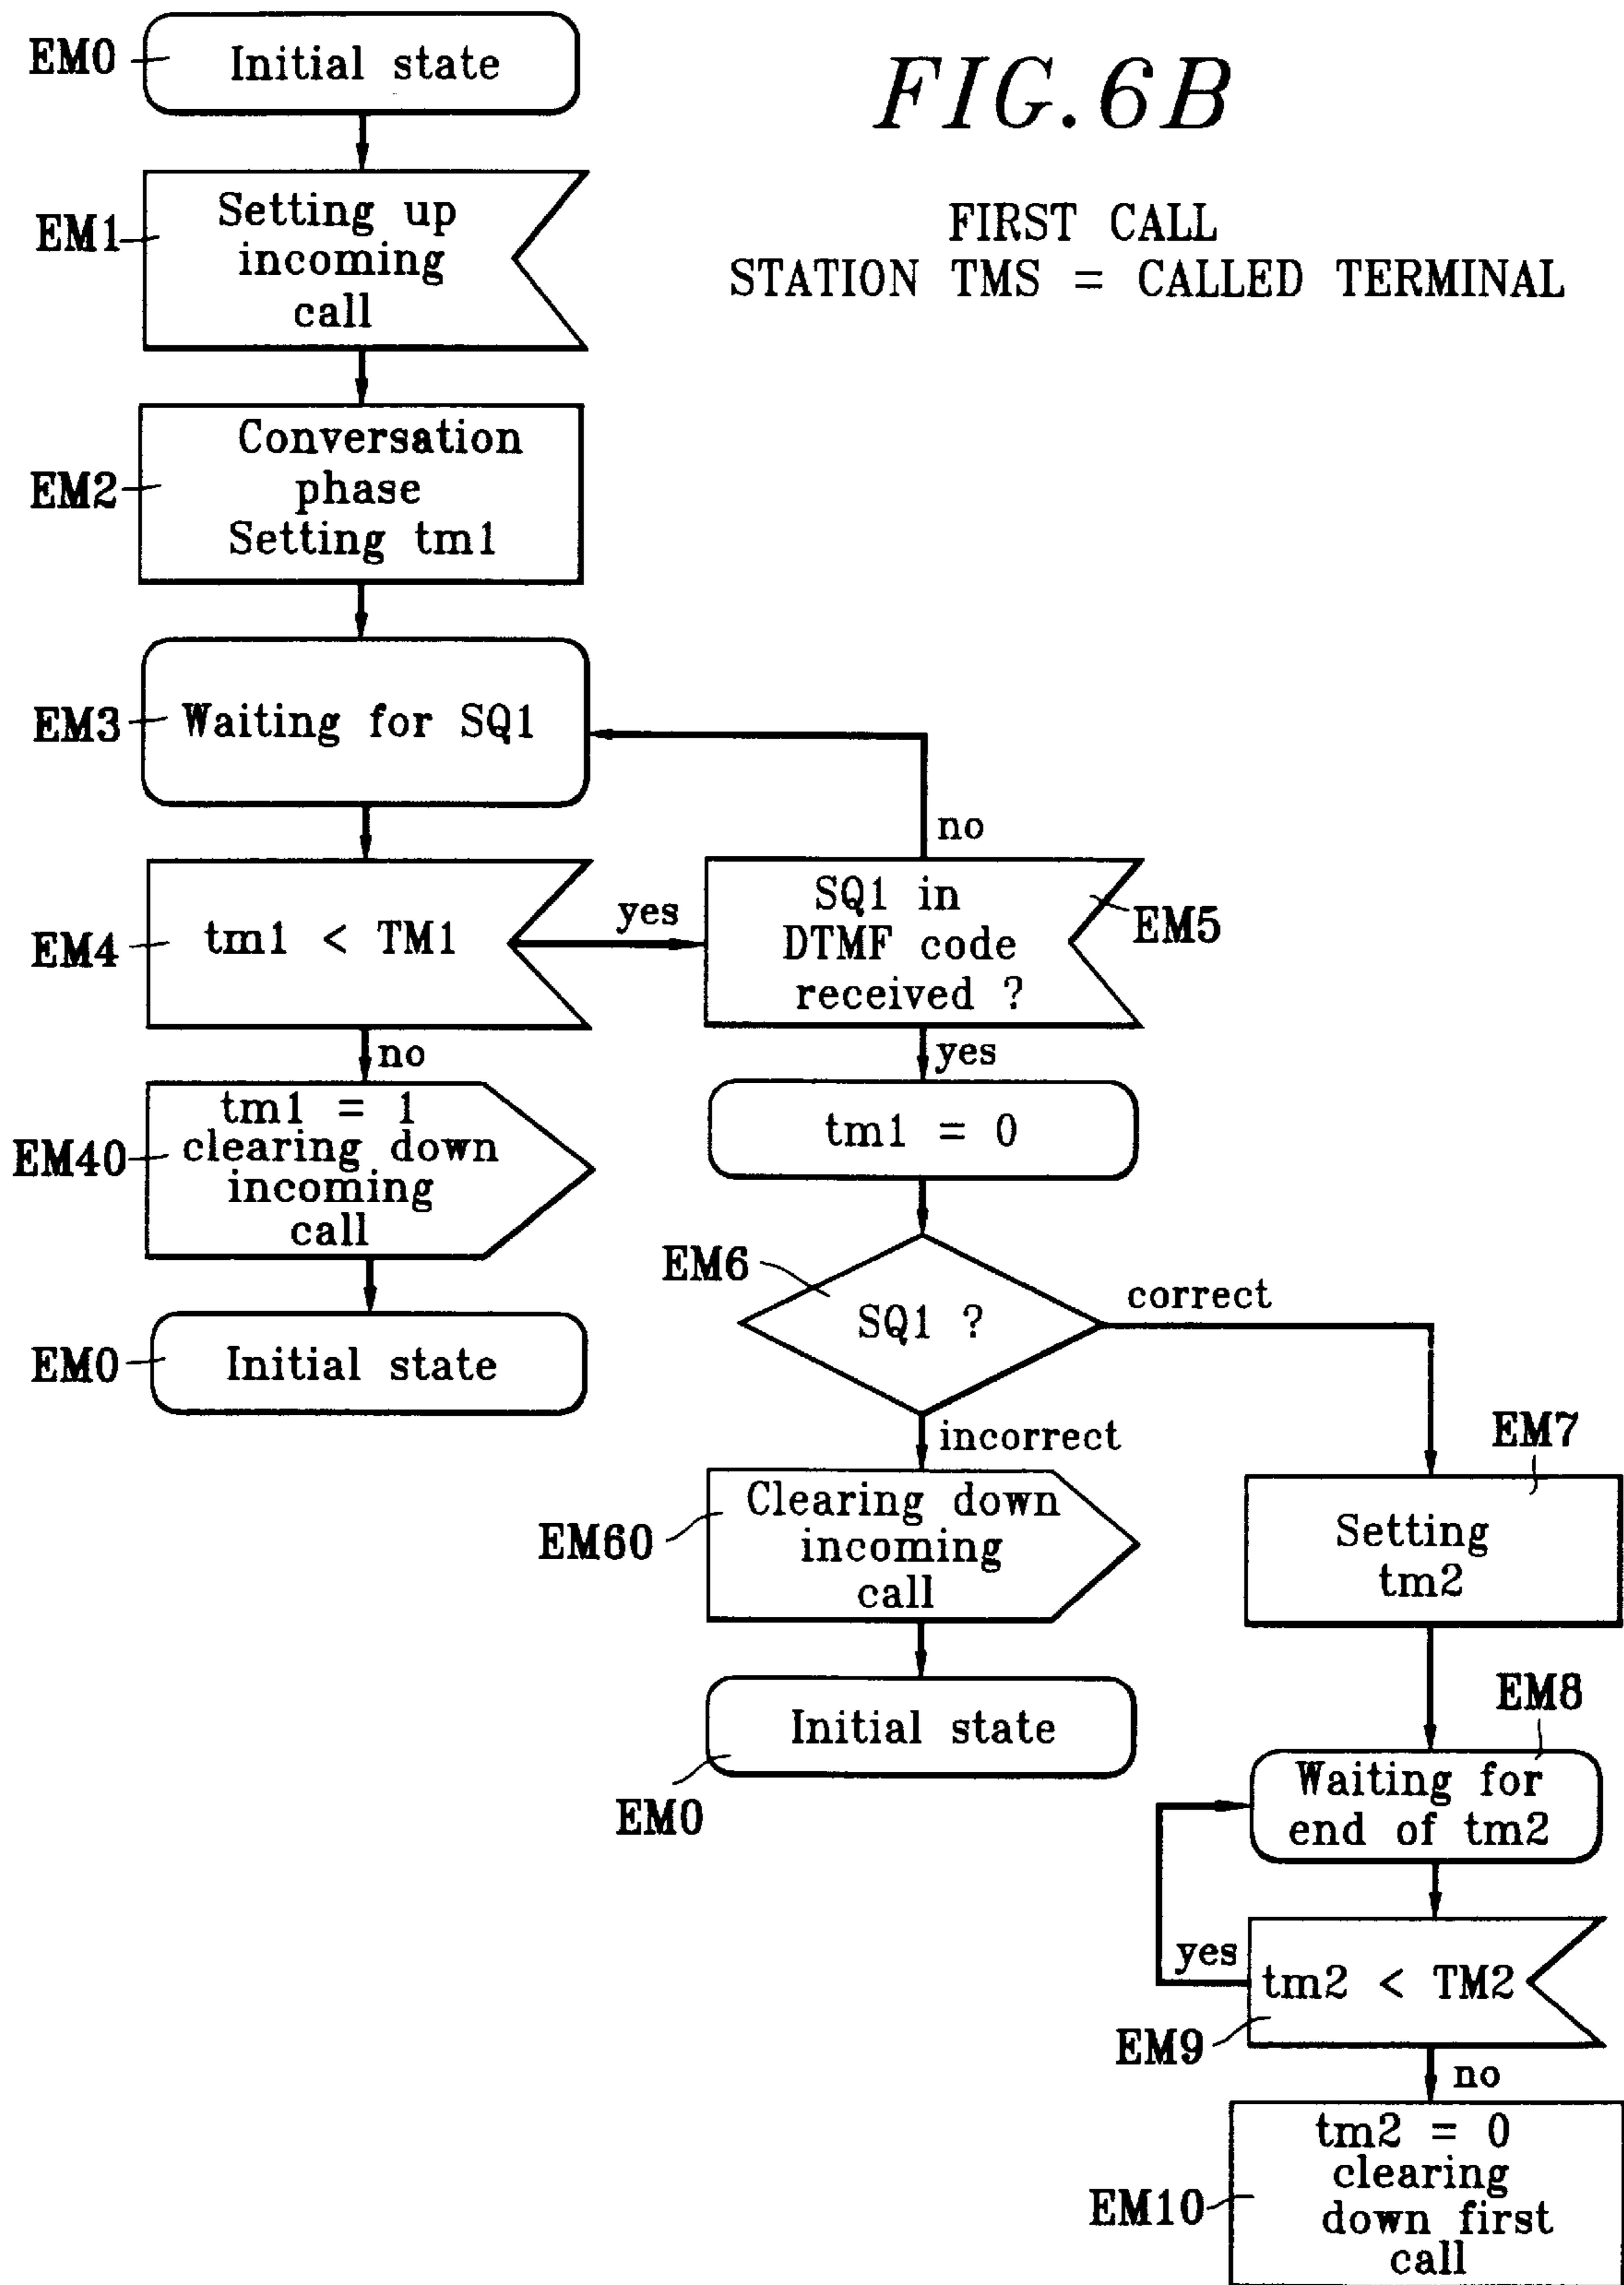 FIG.6B
FIRST CALL
STATION TMS = CALLED TERMINAL
EM0
Initial state
EM1
Setting up
incoming
call
EM2
Conversation
phase
Setting tm1
EM3
Waiting for SQ1
no
EM4
tm1 < TM1
yes
SQ1 in
DTMF code
received ?
EM5
no
yes
EM40
tm1 = 1
clearing down
incoming
call
tm1 = 0
EM0
Initial state
EM6
SQ1 ?
correct
incorrect
EM60
Clearing down
incoming
call
EM7
Setting
tm2
Initial state
EM0
EM8
Waiting for
end of tm2
yes
tm2 < TM2
EM9
no
EM10
tm2 = 0
clearing
down first
call